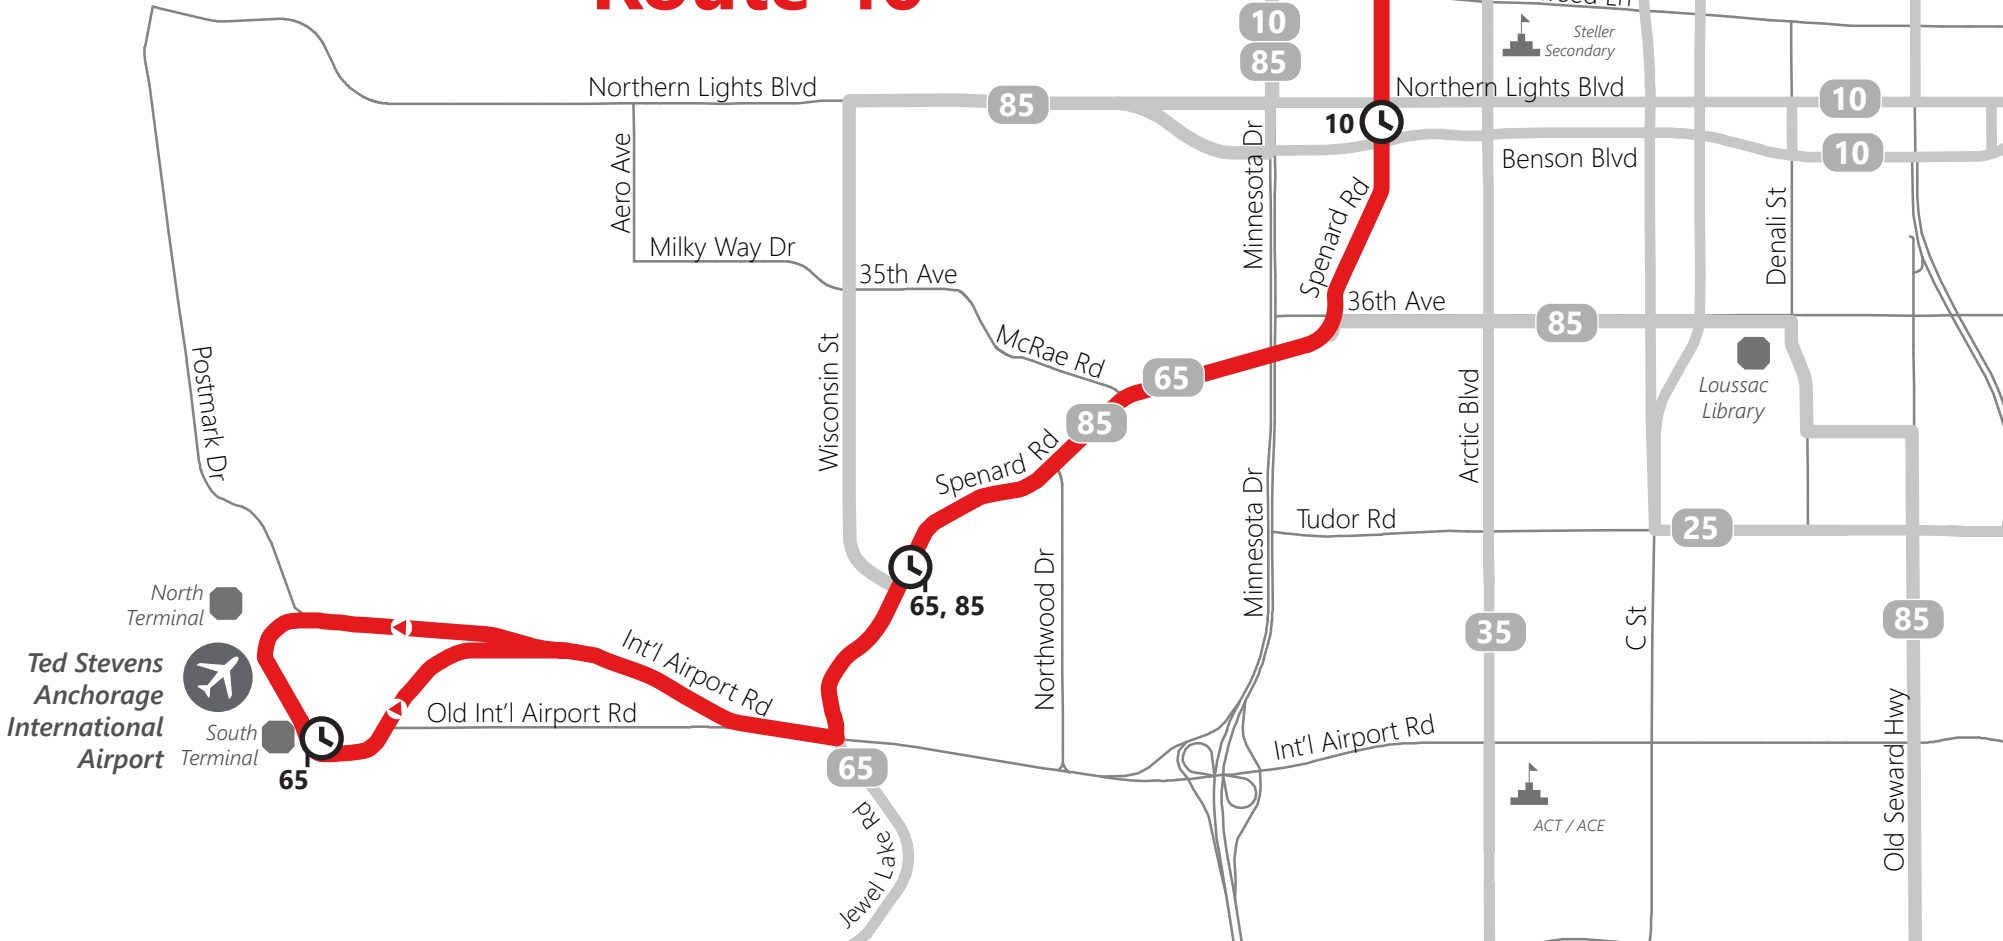 Route 40
reed Ln
10
85
Steller
Secondary
Northern Lights Blvd
85
Northern Lights Blvd
10
10
Benson Blvd
10
Aero Ave
Minnesota Dr
Spenard Rd
Denali St
Milky Way Dr
35th Ave
36th Ave
85
McRae Rd
65
85
Loussac
Library
Postmark Dr
Wisconsin St
Arctic Blvd
Spenard Rd
Minnesota Dr
Tudor Rd
25
Northwood Dr
65, 85
North
Terminal
Ted Stevens
Anchorage
International
Airport
South
Terminal
65
Int'l Airport Rd
Old Int'l Airport Rd
35
C St
85
Int'l Airport Rd
65
Jewel Lake Rd
ACT / ACE
Old Seward Hwy